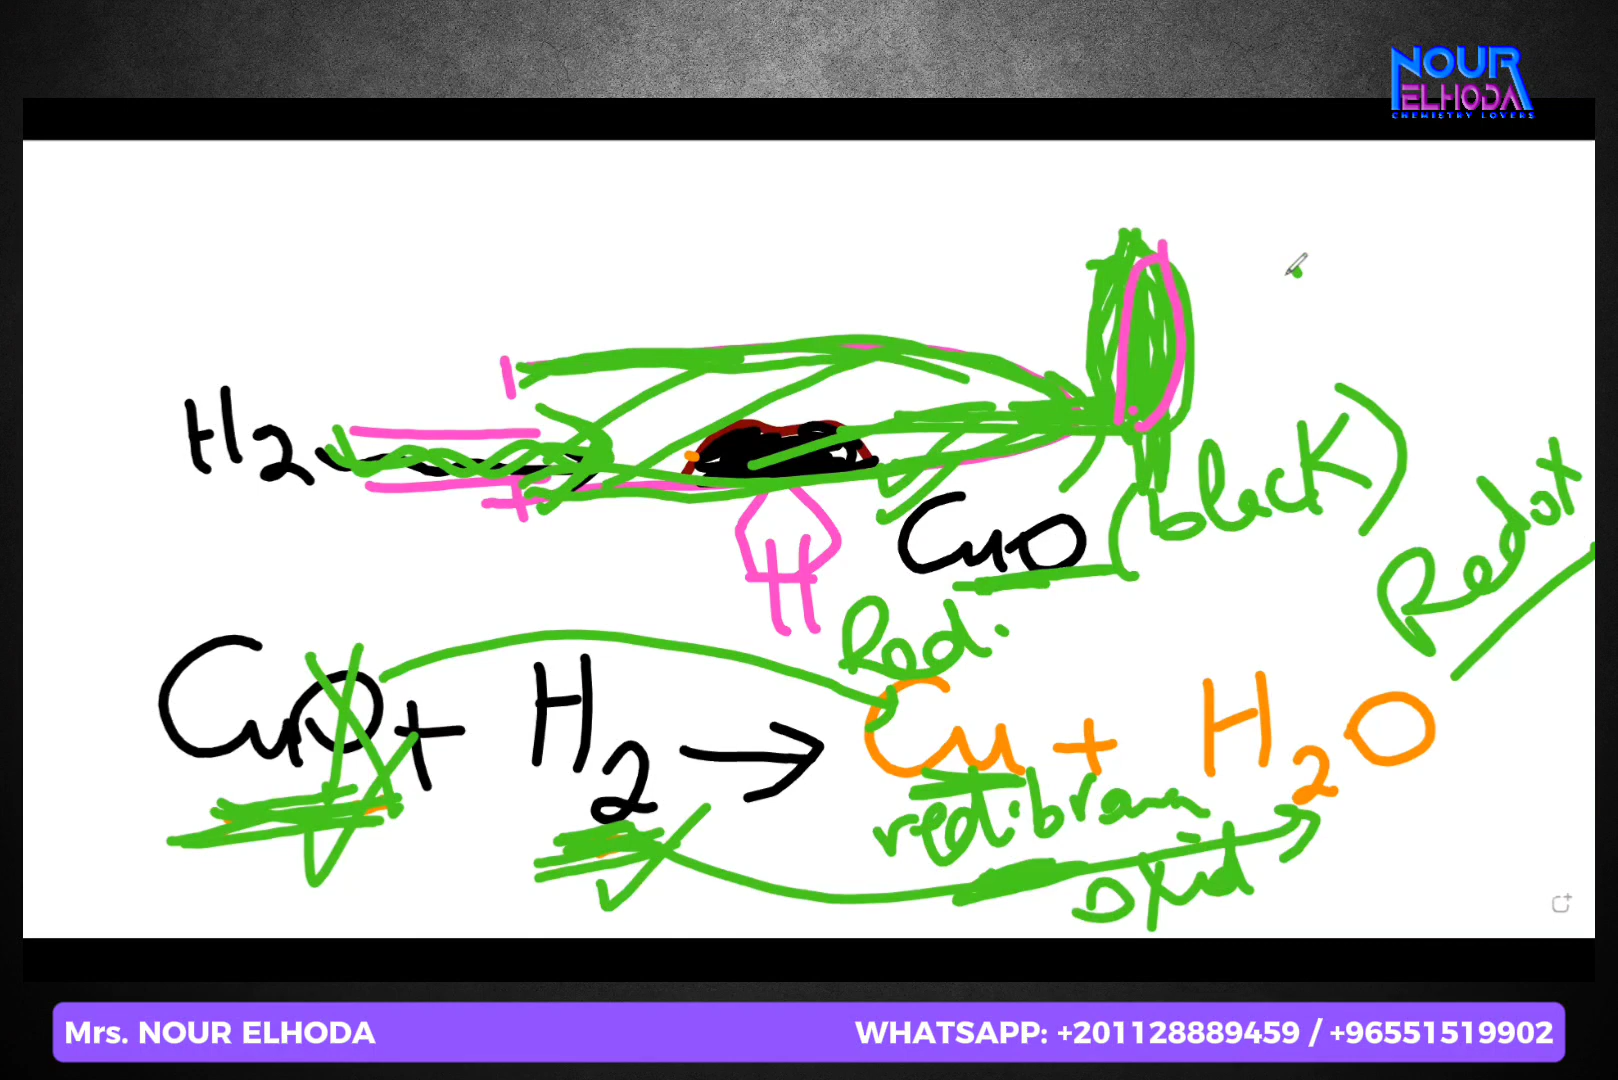 NOUR
ELHODA
CHEMISTRY LOVERS
H2
CuO (black)
Redox
Red.
CuO + H2 → Cu + H2O
red.brown
Oxid
H
Mrs. NOUR ELHODA
WHATSAPP: +201128889459 / +96551519902